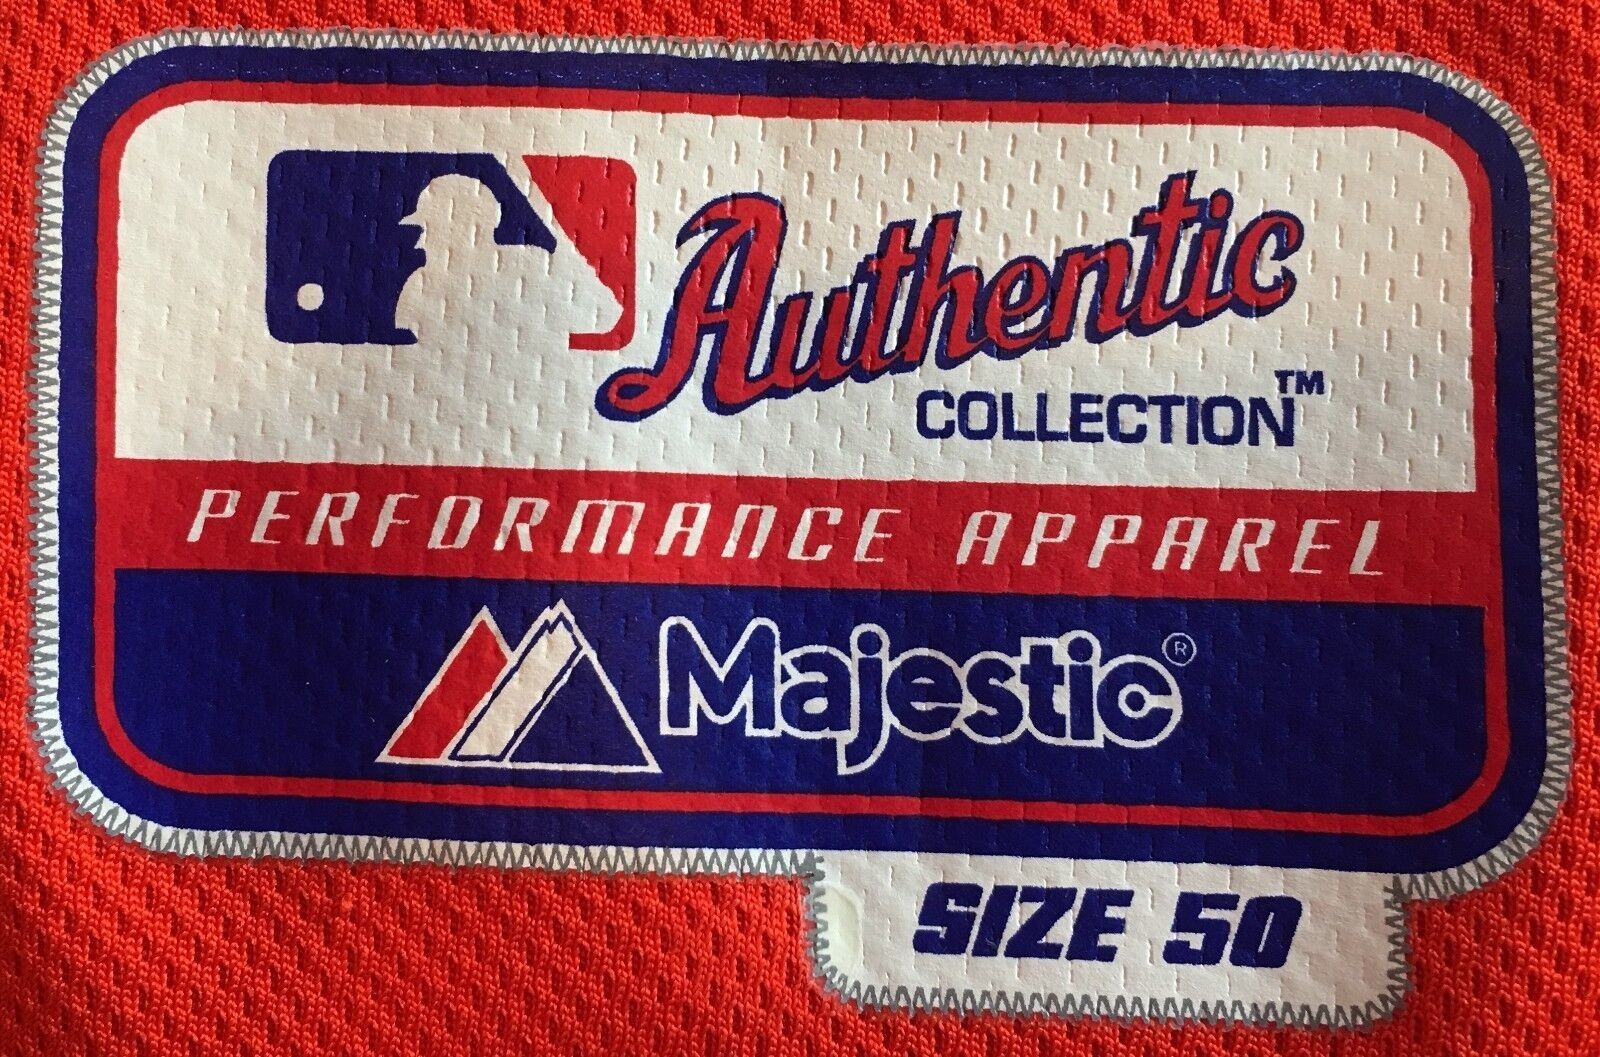 Authentic
COLLECTION™
PERFORMANCE APPAREL
Majestic®
SIZE 50